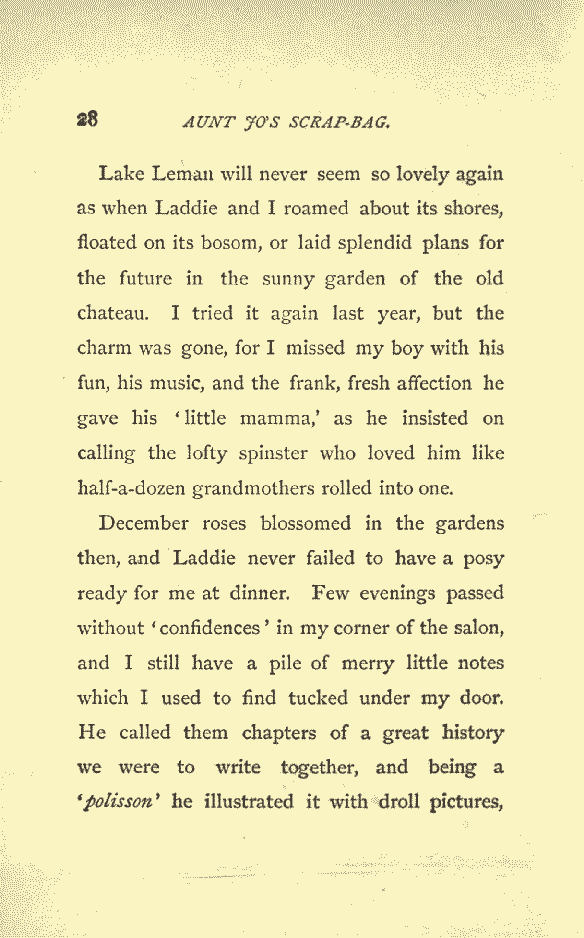 28 AUNT JO'S SCRAP-BAG.
Lake Leman will never seem so lovely again
as when Laddie and I roamed about its shores,
floated on its bosom, or laid splendid plans for
the future in the sunny garden of the old
chateau. I tried it again last year, but the
charm was gone, for I missed my boy with his
fun, his music, and the frank, fresh affection he
gave his ‘little mamma,’ as he insisted on
calling the lofty spinster who loved him like
half-a-dozen grandmothers rolled into one.
December roses blossomed in the gardens
then, and Laddie never failed to have a posy
ready for me at dinner. Few evenings passed
without ‘confidences’ in my corner of the salon,
and I still have a pile of merry little notes
which I used to find tucked under my door.
He called them chapters of a great history
we were to write together, and being a
‘polisson’ he illustrated it with droll pictures,